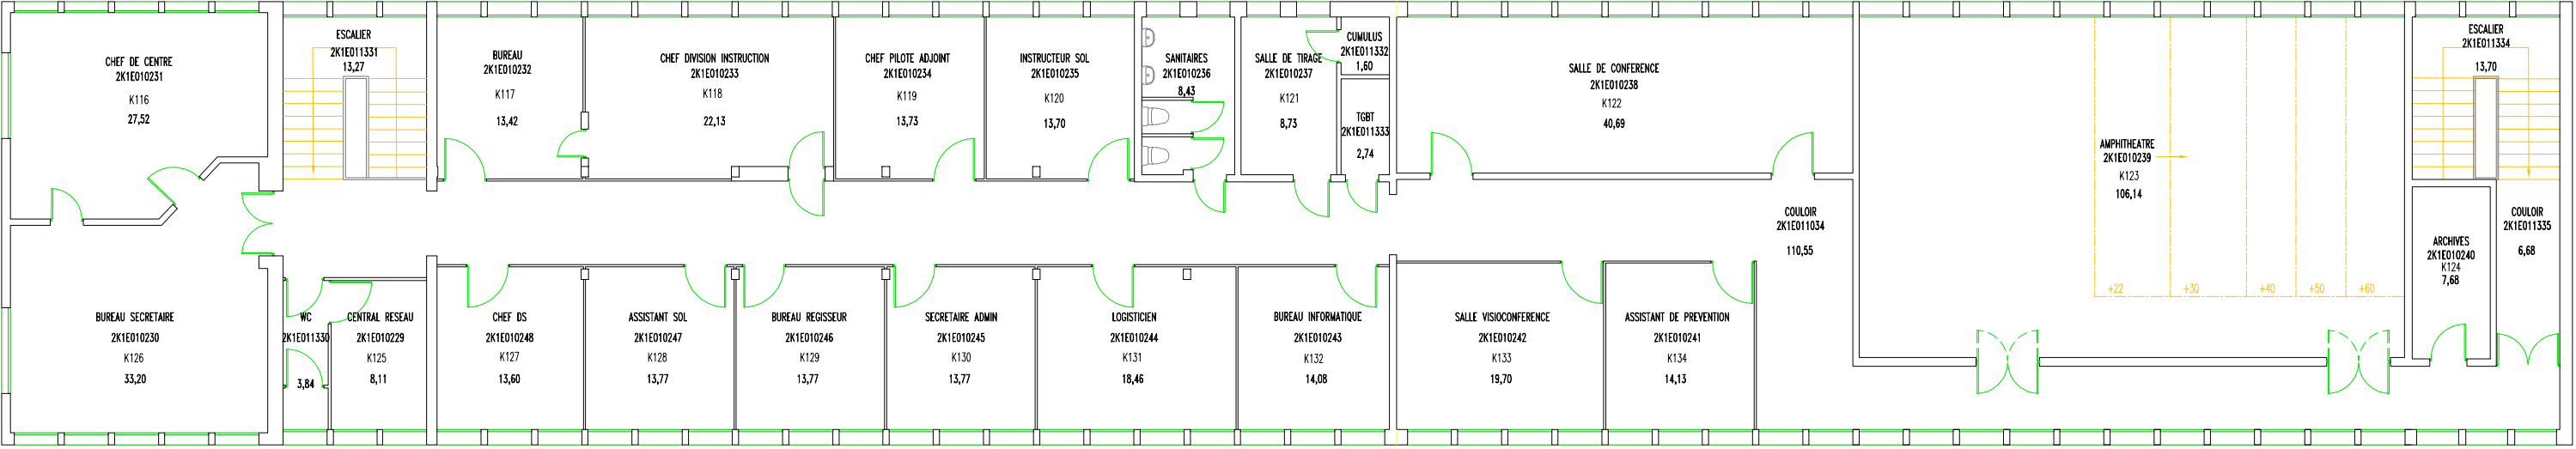 CHEF DE CENTRE
2K1E010231
K116
27,52
ESCALIER
2K1E011331
13,27
BUREAU
2K1E010232
K117
13,42
CHEF DIVISION INSTRUCTION
2K1E010233
K118
22,13
CHEF PILOTE ADJOINT
2K1E010234
K119
13,73
INSTRUCTEUR SOL
2K1E010235
K120
13,70
SANITAIRES
2K1E010236
8,43
SALLE DE TIRAGE
2K1E010237
K121
8,73
CUMULUS
2K1E011332
1,60
TGBT
2K1E011333
2,74
SALLE DE CONFERENCE
2K1E010238
K122
40,69
AMPHITHEATRE
2K1E010239
K123
106,14
ESCALIER
2K1E011334
13,70
COULOIR
2K1E011034
110,55
COULOIR
2K1E011335
6,68
ARCHIVES
2K1E010240
K124
7,68
+22
+30
+40
+50
+60
BUREAU SECRETAIRE
2K1E010230
K126
33,20
WC
2K1E011330
3,84
CENTRAL RESEAU
2K1E010229
K125
8,11
CHEF DS
2K1E010248
K127
13,60
ASSISTANT SOL
2K1E010247
K128
13,77
BUREAU REGISSEUR
2K1E010246
K129
13,77
SECRETAIRE ADMIN
2K1E010245
K130
13,77
LOGISTICIEN
2K1E010244
K131
18,46
BUREAU INFORMATIQUE
2K1E010243
K132
14,08
SALLE VISIOCONFERENCE
2K1E010242
K133
19,70
ASSISTANT DE PREVENTION
2K1E010241
K134
14,13